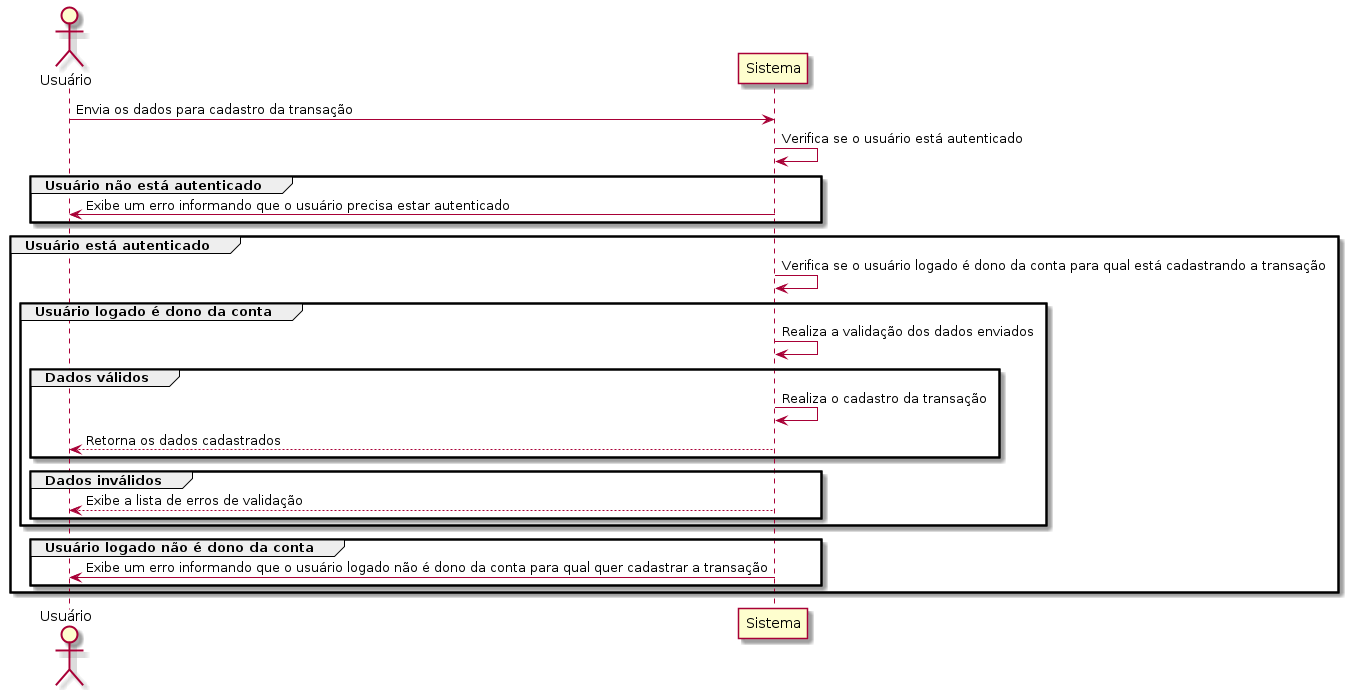 Usuário
Sistema
Envia os dados para cadastro da transação
Verifica se o usuário está autenticado
Usuário não está autenticado
Exibe um erro informando que o usuário precisa estar autenticado
Usuário está autenticado
Verifica se o usuário logado é dono da conta para qual está cadastrando a transação
Usuário logado é dono da conta
Realiza a validação dos dados enviados
Dados válidos
Realiza o cadastro da transação
Retorna os dados cadastrados
Dados inválidos
Exibe a lista de erros de validação
Usuário logado não é dono da conta
Exibe um erro informando que o usuário logado não é dono da conta para qual quer cadastrar a transação
Usuário
Sistema